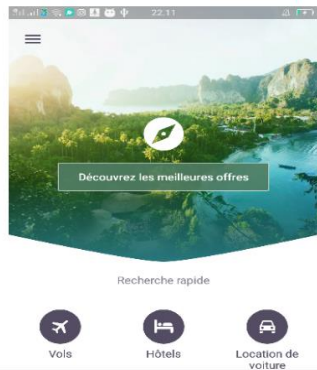 22.11
Découvrez les meilleures offres
Recherche rapide
Vols
Hôtels
Location de
voiture